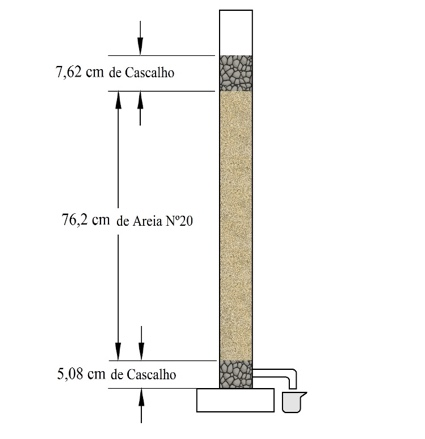 7,62 cm de Cascalho
76,2 cm de Areia Nº20
5,08 cm de Cascalho